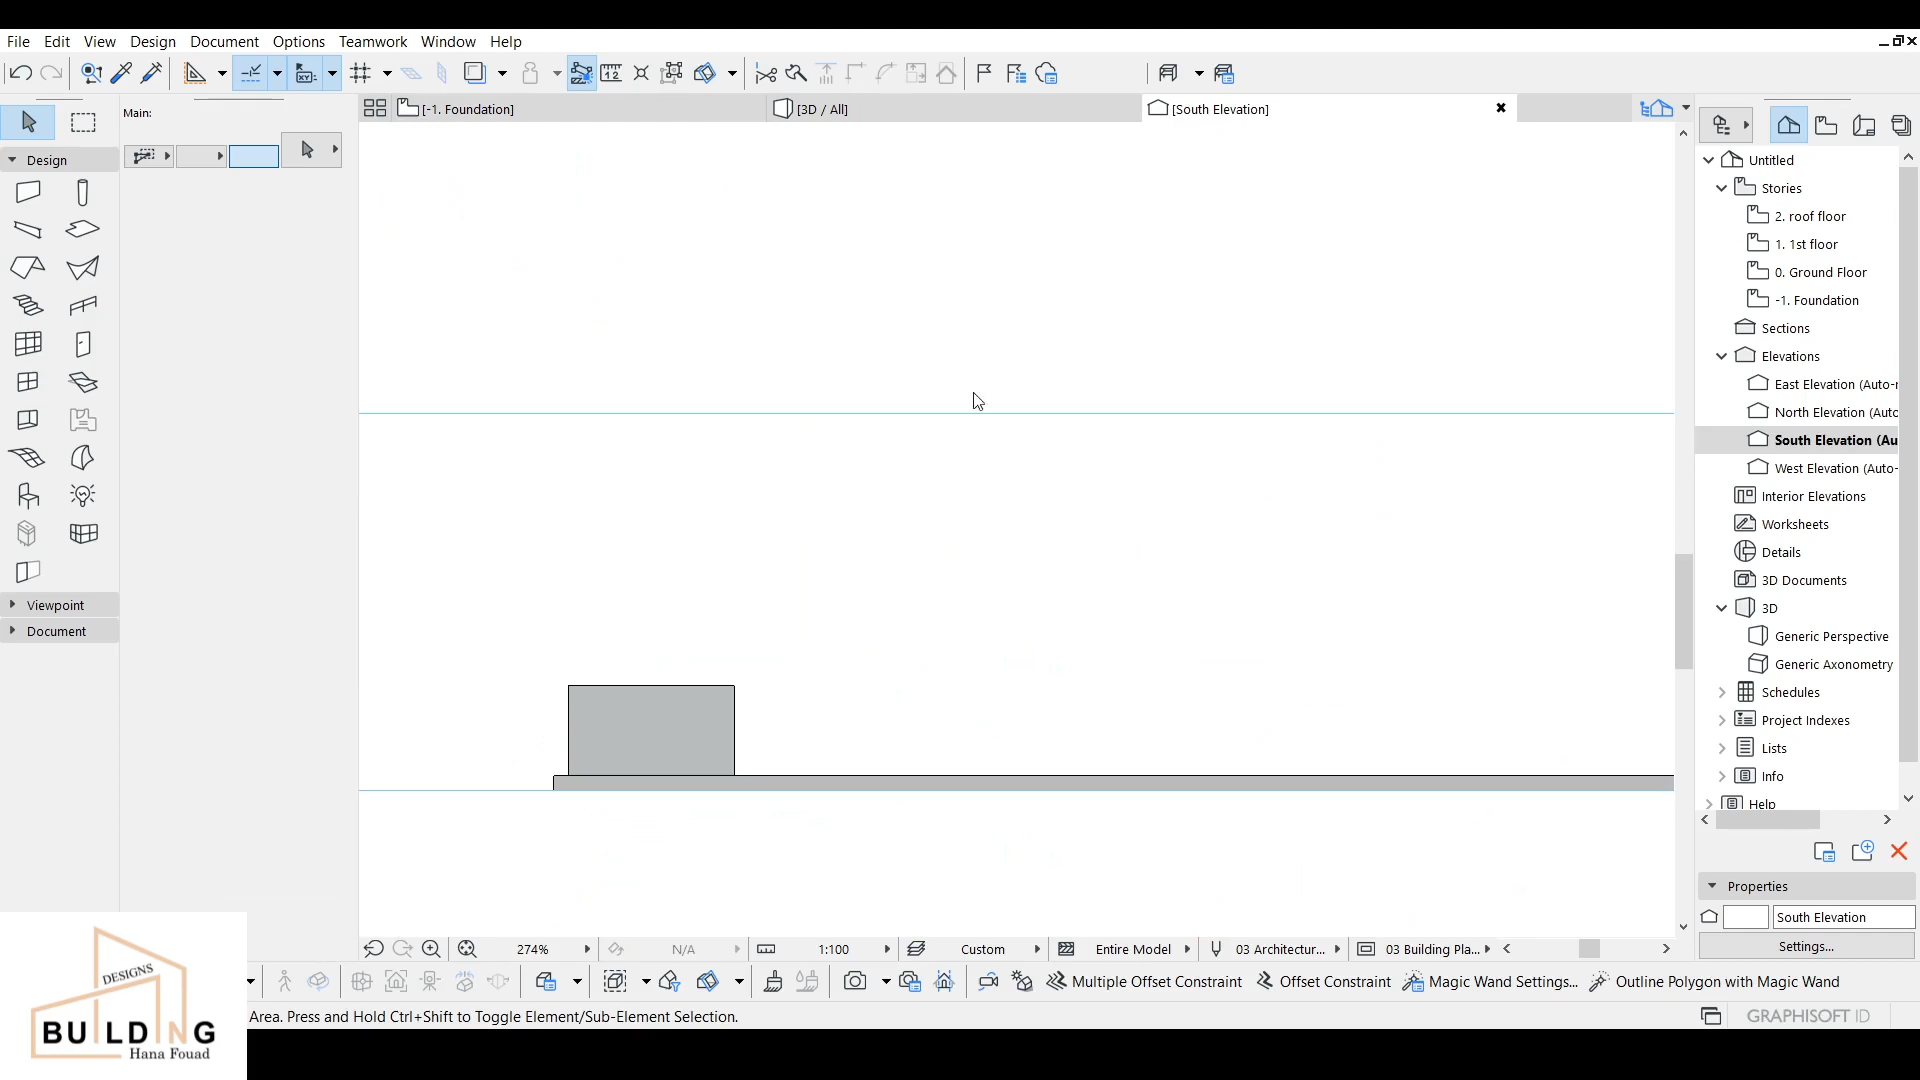 File Edit View Design Document Options Teamwork Window Help
[-1. Foundation] [3D / All] [South Elevation]
Main:
Design
Viewpoint
Document
Untitled
Stories
2. roof floor
1. 1st floor
0. Ground Floor
-1. Foundation
Sections
Elevations
East Elevation (Auto-r
North Elevation (Auto
South Elevation (Au
West Elevation (Auto-
Interior Elevations
Worksheets
Details
3D Documents
3D
Generic Perspective
Generic Axonometry
Schedules
Project Indexes
Lists
Info
Help
Properties
South Elevation
Settings...
274% N/A 1:100 Custom Entire Model 03 Architectur... 03 Building Pla...
Multiple Offset Constraint Offset Constraint Magic Wand Settings... Outline Polygon with Magic Wand
Area. Press and Hold Ctrl+Shift to Toggle Element/Sub-Element Selection.
GRAPHISOFT ID
DESIGNS
BUILDING
Hana Fouad